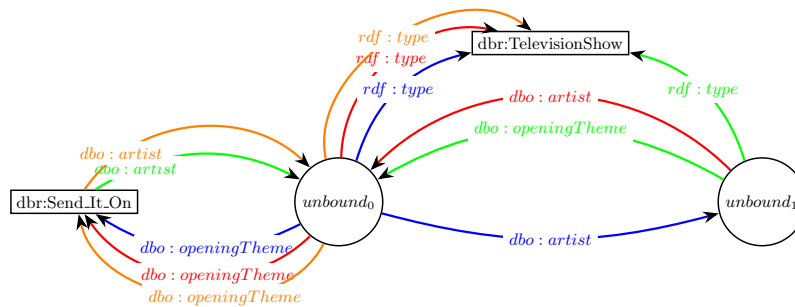 rdf : type
dbr:TelevisionShow
rdf : type
rdf : type
rdf : type
dbo : artist
dbo : openingTheme
dbo : artist
dbo : artist
dbr:Send_It_On
unbound0
unbound1
dbo : artist
dbo : openingTheme
dbo : openingTheme
dbo : openingTheme